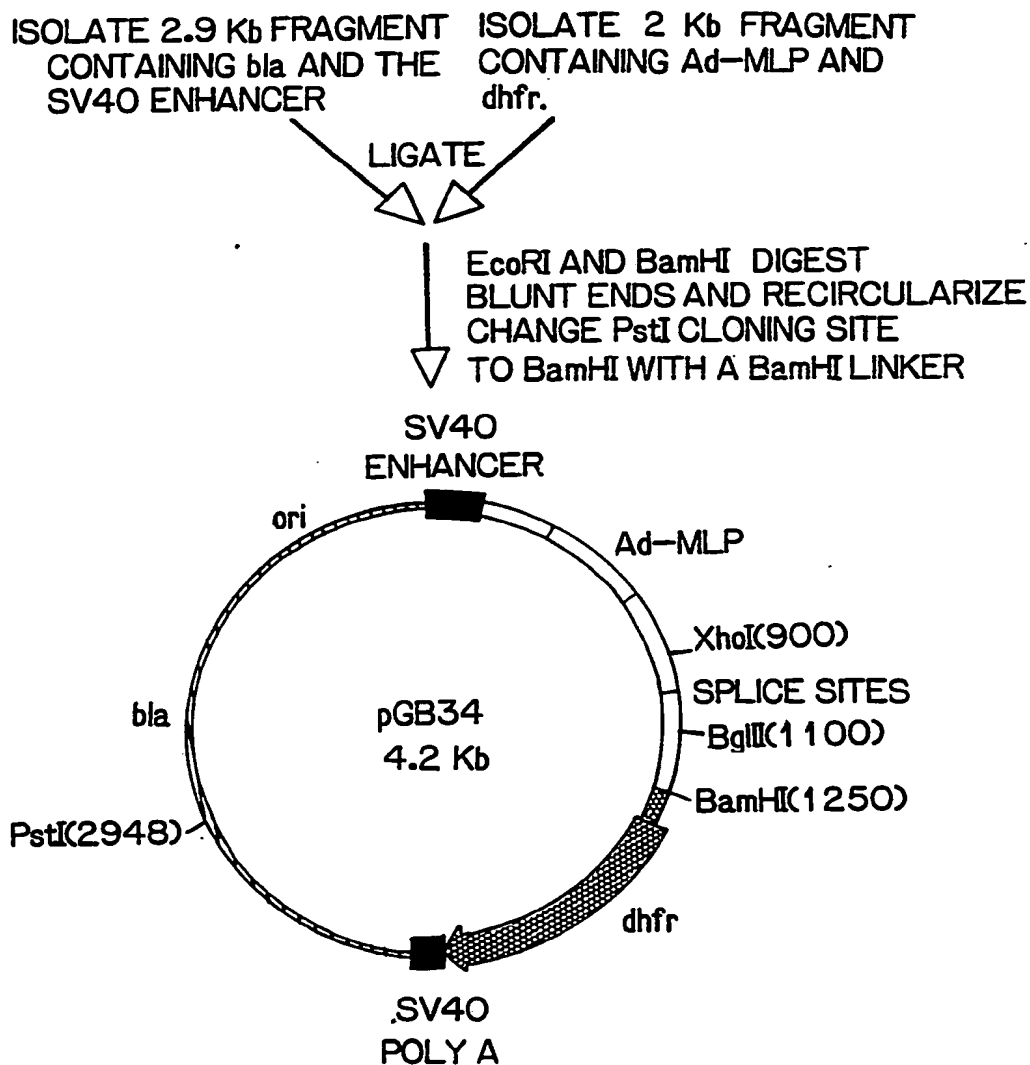 ISOLATE 2.9 Kb FRAGMENT
CONTAINING bla AND THE
SV40 ENHANCER
ISOLATE 2 Kb FRAGMENT
CONTAINING Ad-MLP AND
dhfr.
LIGATE
EcoRI AND BamHI DIGEST
BLUNT ENDS AND RECIRCULARIZE
CHANGE PstI CLONING SITE
TO BamHI WITH A BamHI LINKER
SV40
ENHANCER
ori
Ad-MLP
XhoI(900)
SPLICE SITES
BglII(1100)
BamHI(1250)
pGB34
4.2 Kb
bla
PstI(2948)
dhfr
SV40
POLY A